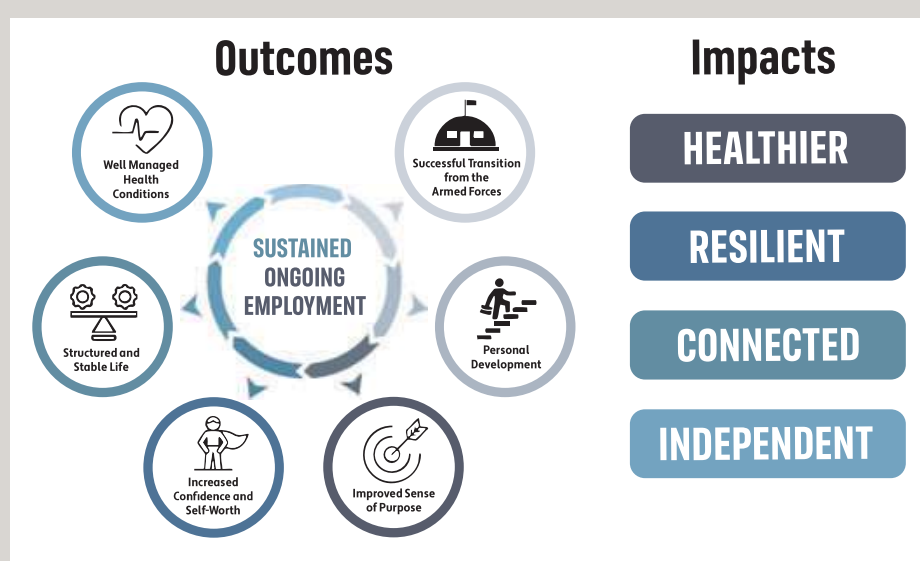 Outcomes
Impacts
Well Managed
Health
Conditions
Successful Transition
from the
Armed Forces
SUSTAINED
ONGOING
EMPLOYMENT
Structured and
Stable Life
Personal
Development
Increased
Confidence and
Self-Worth
Improved Sense
of Purpose
HEALTHIER
RESILIENT
CONNECTED
INDEPENDENT